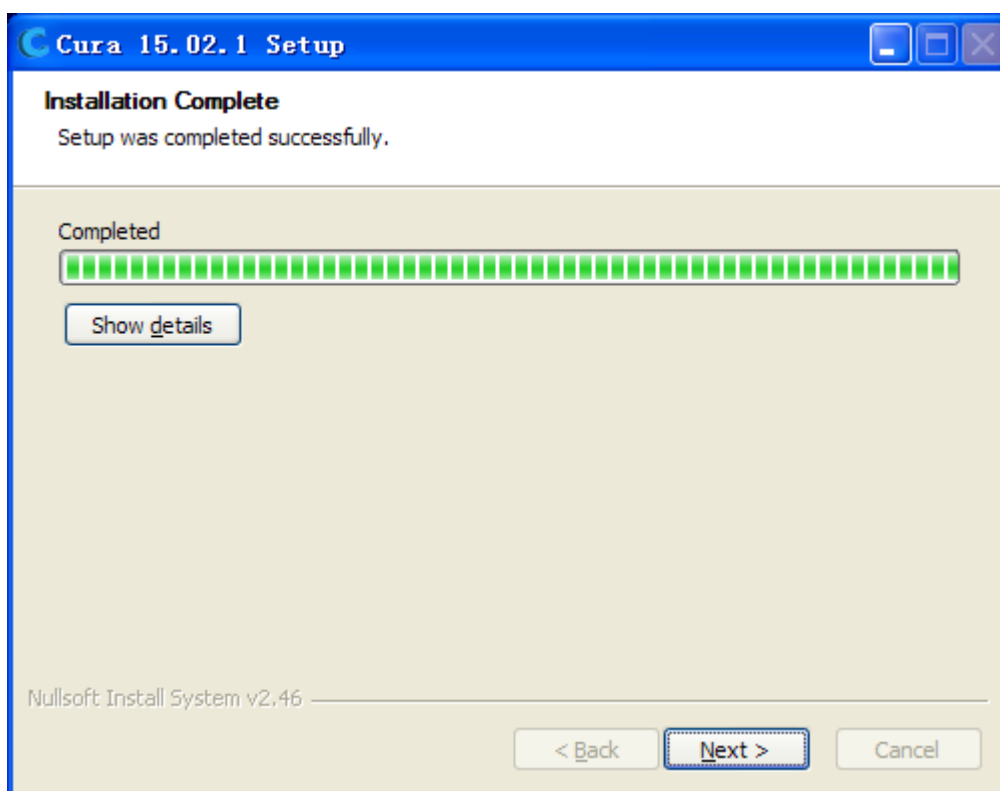 Cura 15.02.1 Setup
Installation Complete
Setup was completed successfully.
Completed
Show details
Nullsoft Install System v2.46
< Back
Next >
Cancel